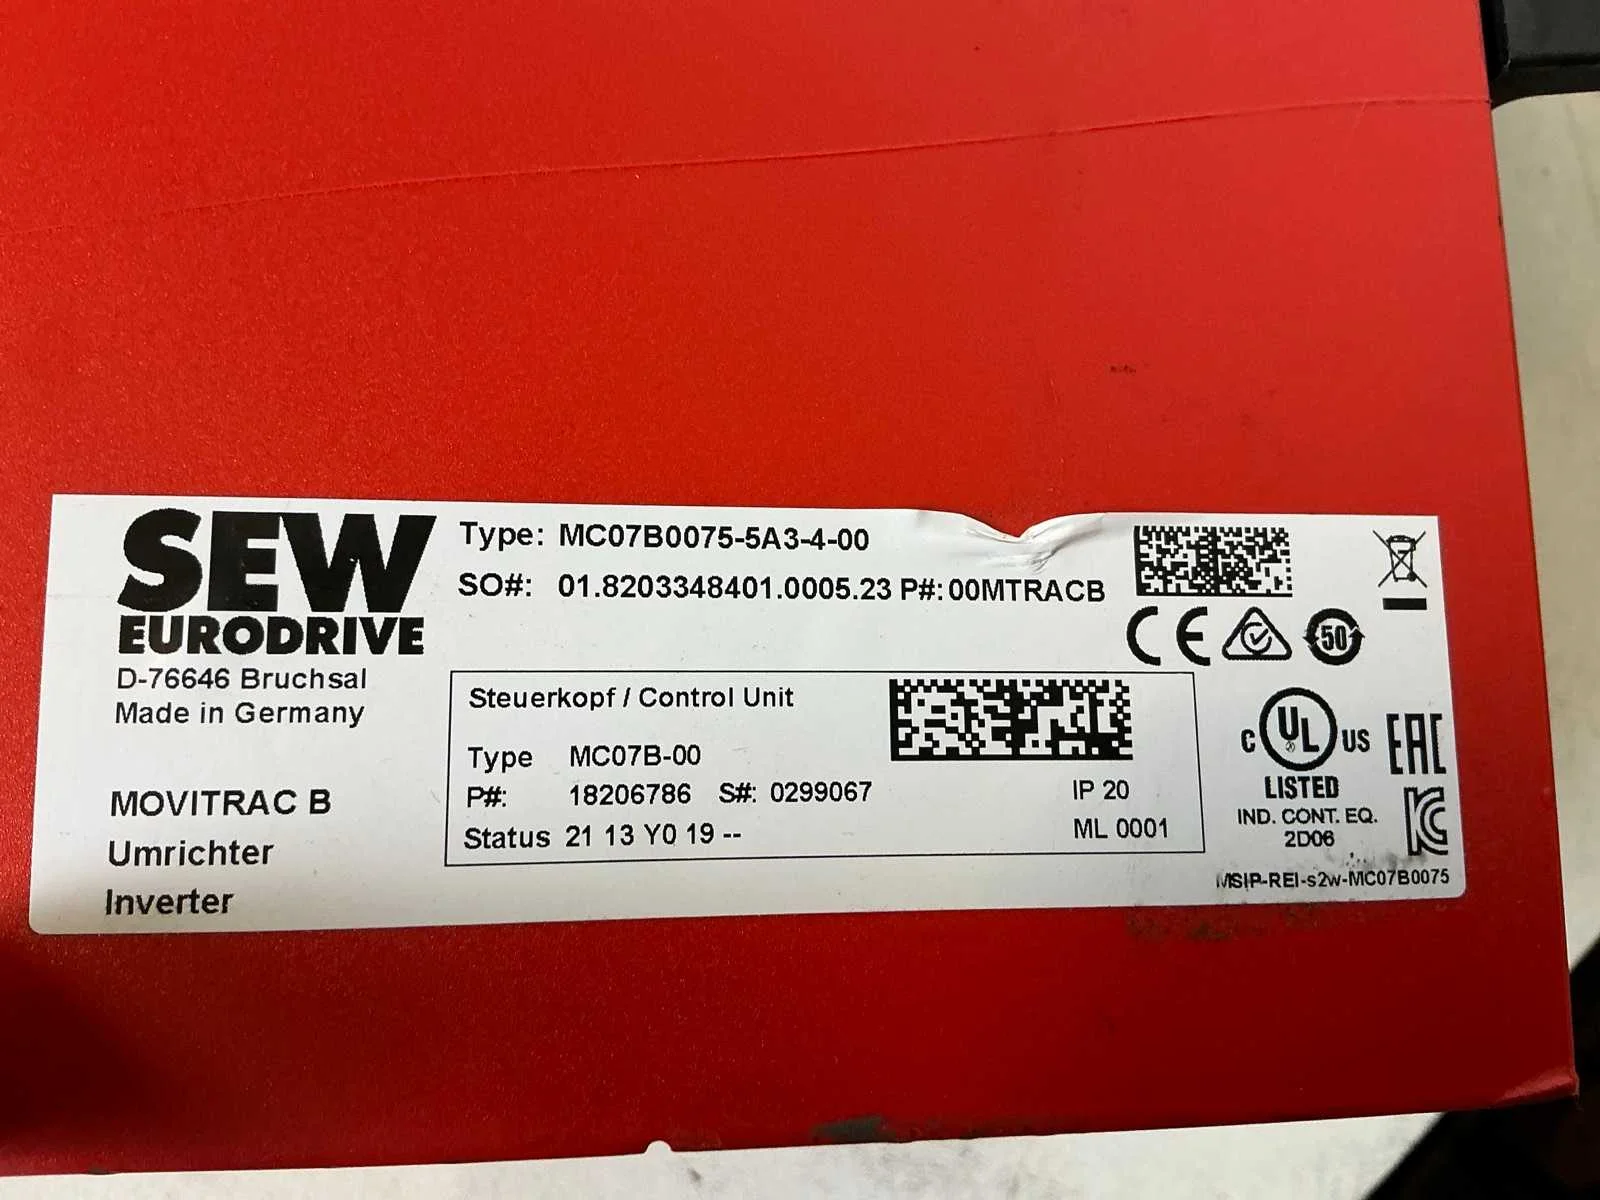 SEW
EURODRIVE
D-76646 Bruchsal
Made in Germany
MOVITRAC B
Umrichter
Inverter
Type: MC07B0075-5A3-4-00
SO#: 01.8203348401.0005.23 P#: 00MTRACB
Steuerkopf / Control Unit
Type MC07B-00
P#: 18206786 S#: 0299067
Status 21 13 Y0 19 --
IP 20
ML 0001
CE
50
C UL US
LISTED
IND. CONT. EQ.
2D06
EAC
KC
MSIP-REI-s2w-MC07B0075